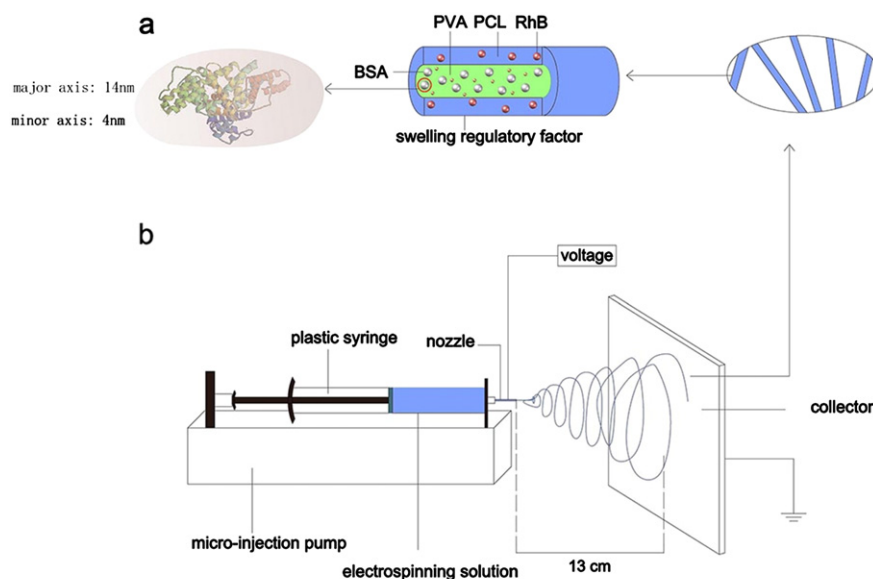 a
PVA PCL RhB
BSA
major axis: 14nm
minor axis: 4nm
swelling regulatory factor
b
voltage
plastic syringe
nozzle
collector
micro-injection pump
electrospinning solution
13 cm